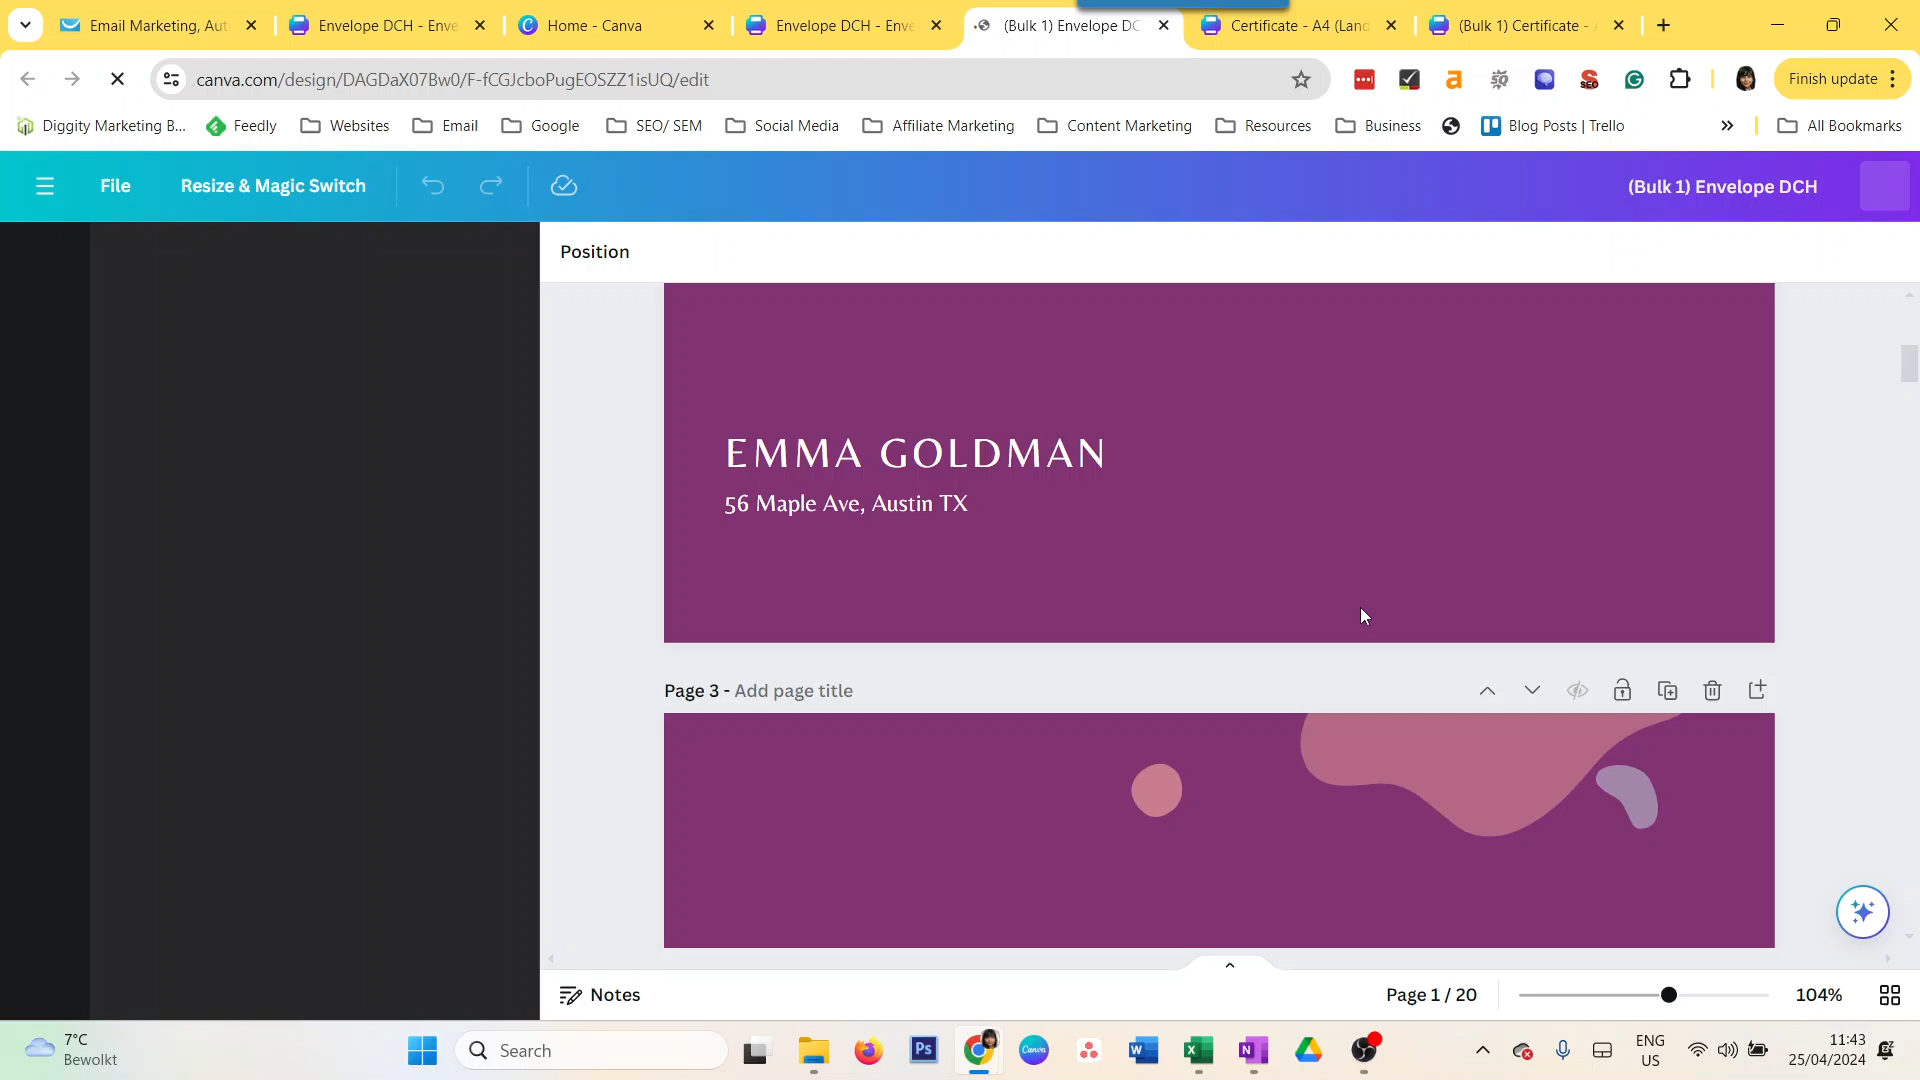 Email Marketing, Aut
Envelope DCH - Enve
Home - Canva
Envelope DCH - Enve
(Bulk 1) Envelope DC
Certificate - A4 (Land
(Bulk 1) Certificate -
canva.com/design/DAGDaX07Bw0/F-fCGJcboPugEOSZZ1isUQ/edit
Finish update
Diggity Marketing B...
Feedly
Websites
Email
Google
SEO/ SEM
Social Media
Affiliate Marketing
Content Marketing
Resources
Business
Blog Posts | Trello
All Bookmarks
File
Resize & Magic Switch
(Bulk 1) Envelope DCH
Position
EMMA GOLDMAN
56 Maple Ave, Austin TX
Page 3 - Add page title
Notes
Page 1 / 20
104%
7°C
Bewolkt
Search
ENG
US
11:43
25/04/2024